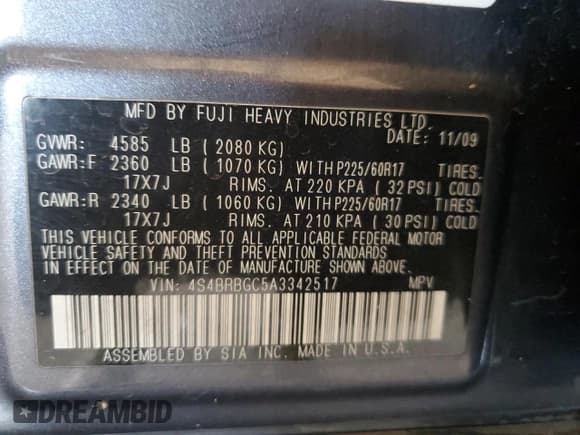 MFD BY FUJI HEAVY INDUSTRIES LTD.
DATE: 11/09
GVWR: 4585 LB ( 2080 KG)
GAWR:F 2360 LB ( 1070 KG) WITH P225/60R17 TIRES.
17X7J RIMS. AT 220 KPA ( 32 PSI) COLD
GAWR:R 2340 LB ( 1060 KG) WITH P225/60R17 TIRES.
17X7J RIMS. AT 210 KPA ( 30 PSI) COLD
THIS VEHICLE CONFORMS TO ALL APPLICABLE FEDERAL MOTOR
VEHICLE SAFETY AND THEFT PREVENTION STANDARDS
IN EFFECT ON THE DATE OF MANUFACTURE SHOWN ABOVE.
VIN: 4S4BRBGC5A3342517 MPV
ASSEMBLED BY SIA INC. MADE IN U.S.A.
DREAMBID